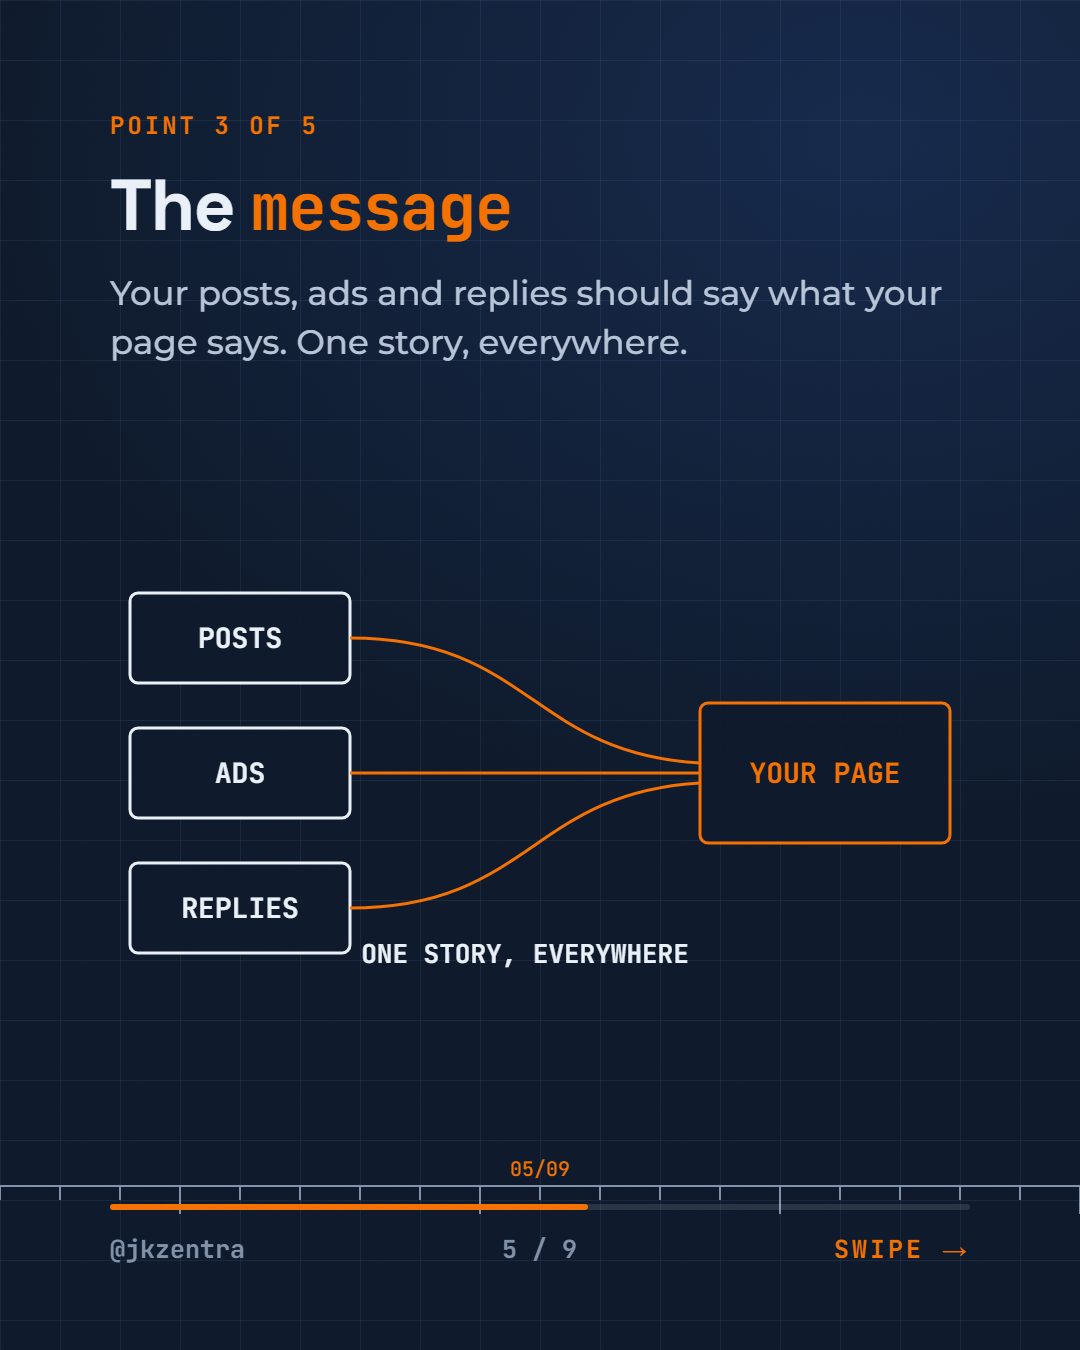 POINT 3 OF 5
The message
Your posts, ads and replies should say what your
page says. One story, everywhere.
POSTS
ADS
YOUR PAGE
REPLIES
ONE STORY, EVERYWHERE
05/09
@jkzentra
5 / 9
SWIPE →